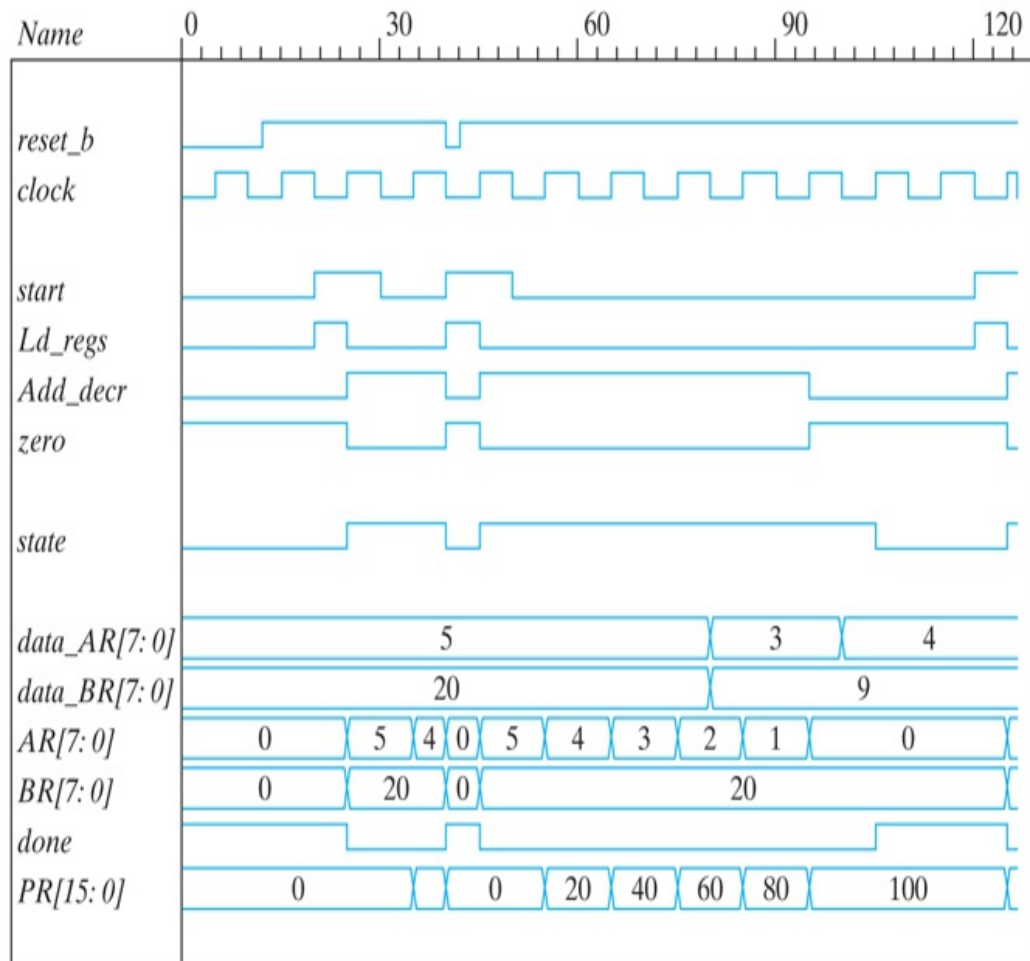 Name 0 30 60 90 120
reset_b
clock
start
Ld_regs
Add_decr
zero
state
data_AR[7:0] 5 3 4
data_BR[7:0] 20 9
AR[7:0] 0 5 4 0 5 4 3 2 1 0
BR[7:0] 0 20 0 20
done
PR[15:0] 0 0 20 40 60 80 100